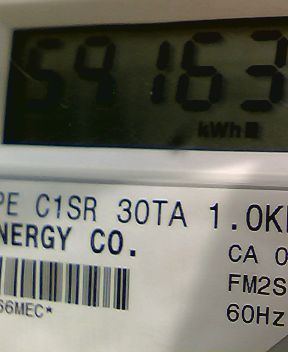 59163
kWh
PE C1SR 30TA 1.0K
NERGY CO.
CA 0
FM2S
66MEC*
60Hz